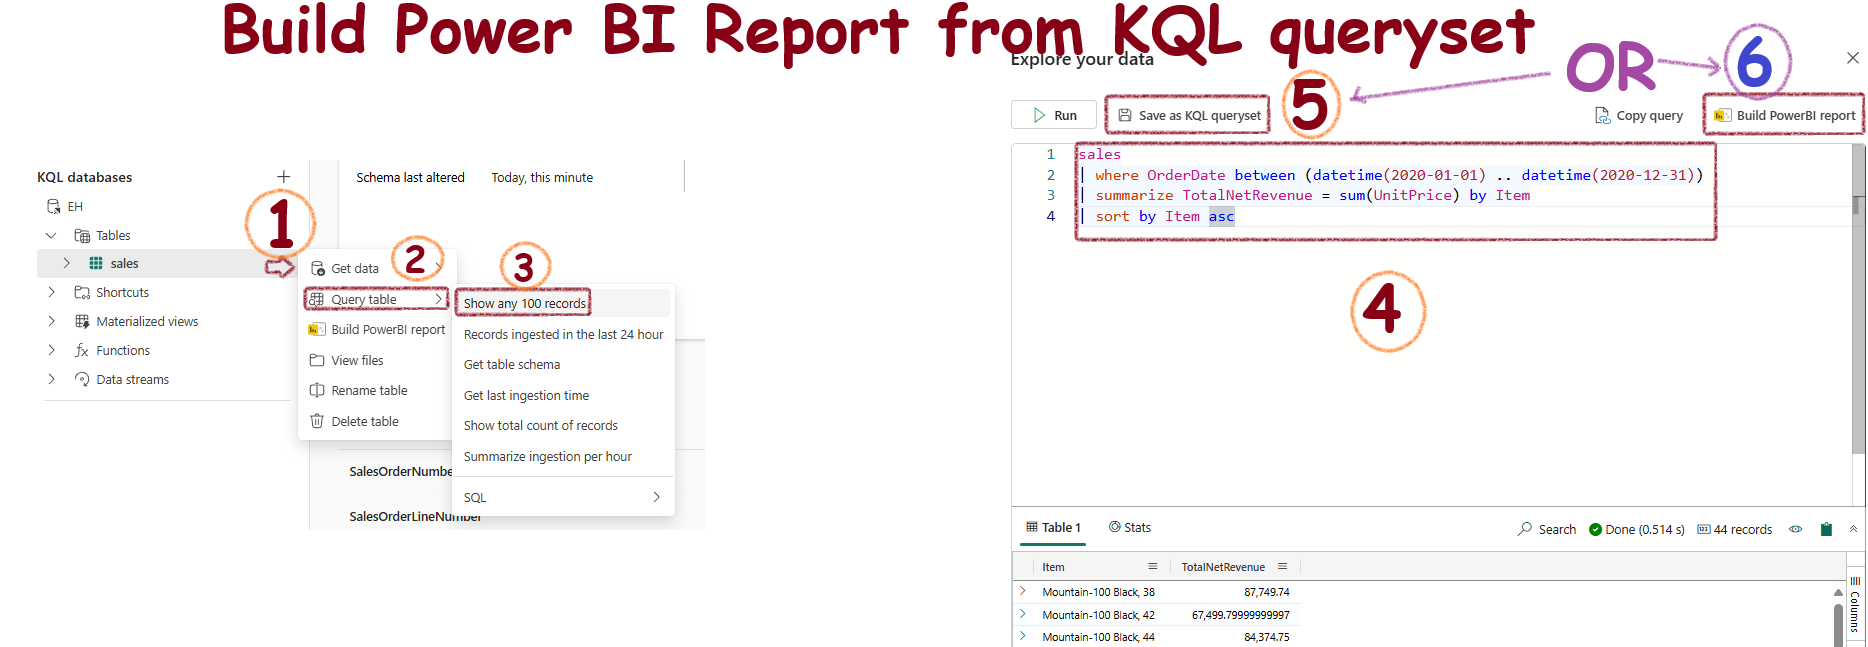 Build Power BI Report from KQL queryset
KQL databases
EH
Tables
sales
Shortcuts
Materialized views
Functions
Data streams
Schema last altered Today, this minute
1
2
3
Get data
Query table
Build PowerBI report
View files
Rename table
Delete table
Show any 100 records
Records ingested in the last 24 hour
Get table schema
Get last ingestion time
Show total count of records
Summarize ingestion per hour
SQL
SalesOrderNumbe
SalesOrderLineNumber
Explore your data
OR
5
6
Run
Save as KQL queryset
Copy query
Build PowerBI report
1 sales
2 | where OrderDate between (datetime(2020-01-01) .. datetime(2020-12-31))
3 | summarize TotalNetRevenue = sum(UnitPrice) by Item
4 | sort by Item asc
4
Table 1
Stats
Search
Done (0.514 s)
44 records
Item TotalNetRevenue
Mountain-100 Black, 38 87,749.74
Mountain-100 Black, 42 67,499.79999999997
Mountain-100 Black, 44 84,374.75
Columns